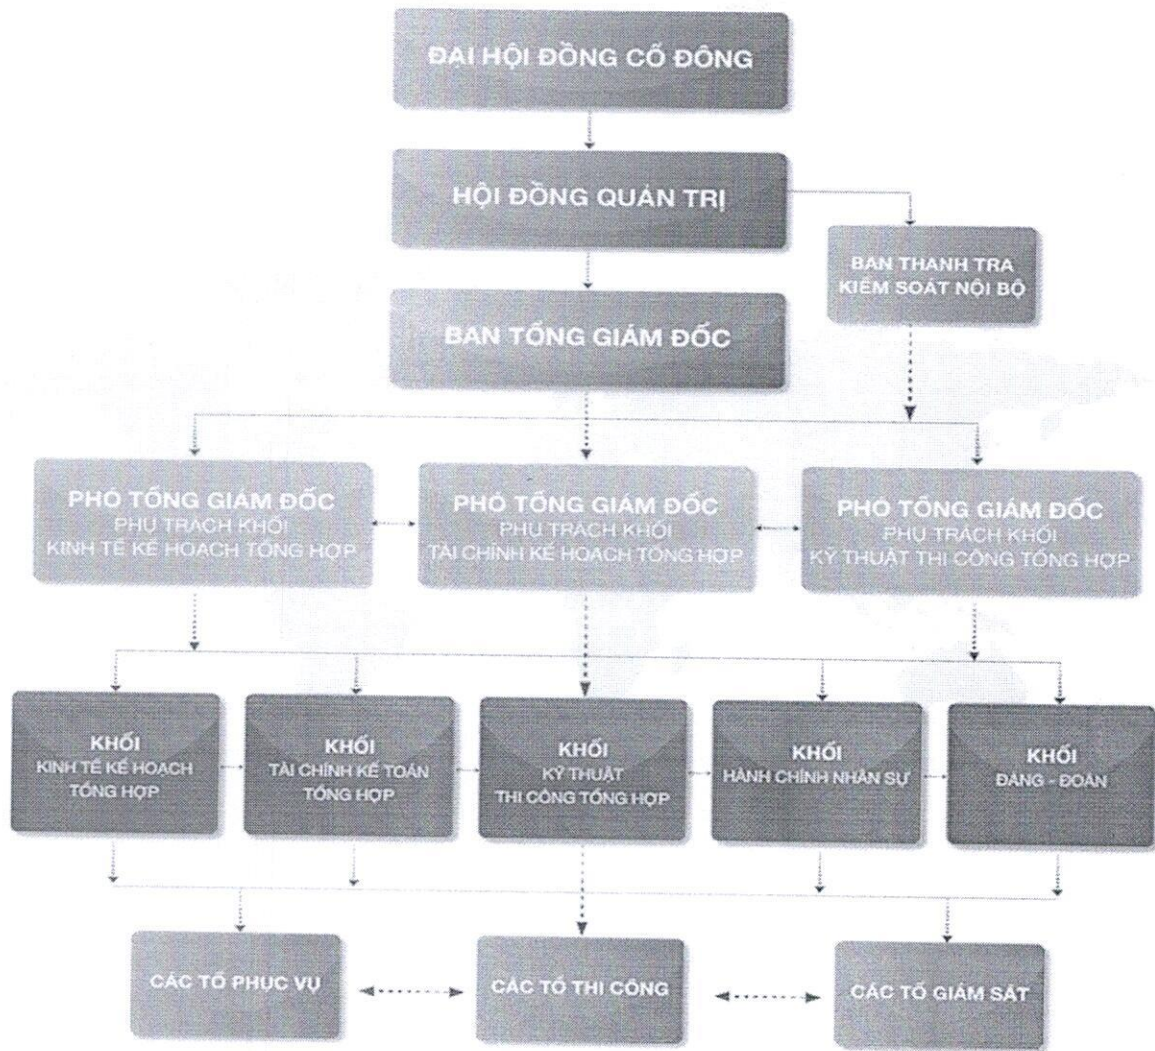 ĐẠI HỘI ĐỒNG CỔ ĐÔNG
HỘI ĐỒNG QUẢN TRỊ
BAN THANH TRA
KIỂM SOÁT NỘI BỘ
BAN TỔNG GIÁM ĐỐC
PHÓ TỔNG GIÁM ĐỐC
PHỤ TRÁCH KHỐI
KINH TẾ KẾ HOẠCH TỔNG HỢP
PHÓ TỔNG GIÁM ĐỐC
PHỤ TRÁCH KHỐI
TÀI CHÍNH KẾ HOẠCH TỔNG HỢP
PHÓ TỔNG GIÁM ĐỐC
PHỤ TRÁCH KHỐI
KỸ THUẬT THI CÔNG TỔNG HỢP
KHỐI
KINH TẾ KẾ HOẠCH
TỔNG HỢP
KHỐI
TÀI CHÍNH KẾ TOÁN
TỔNG HỢP
KHỐI
KỸ THUẬT
THI CÔNG TỔNG HỢP
KHỐI
HÀNH CHÍNH NHÂN SỰ
KHỐI
ĐẢNG - ĐOÀN
CÁC TỔ PHỤC VỤ
CÁC TỔ THI CÔNG
CÁC TỔ GIÁM SÁT